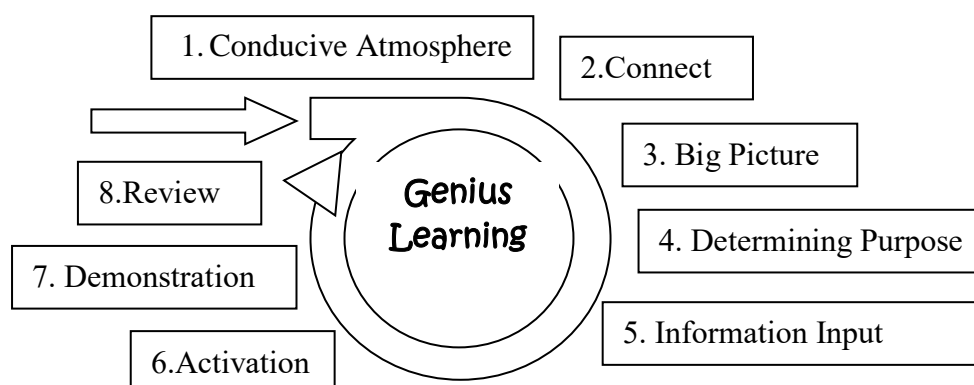 1. Conducive Atmosphere
2.Connect
3. Big Picture
4. Determining Purpose
5. Information Input
6.Activation
7. Demonstration
8.Review
Genius
Learning